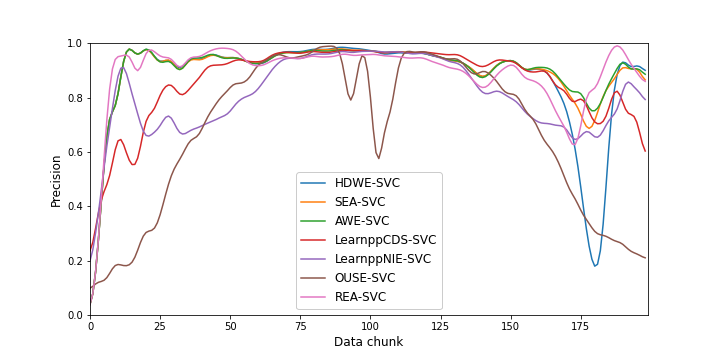 1.0
0.8
0.6
0.4
0.2
0.0
Precision
HDWE-SVC
SEA-SVC
AWE-SVC
LearnppCDS-SVC
LearnppNIE-SVC
OUSE-SVC
REA-SVC
0 25 50 75 100 125 150 175
Data chunk